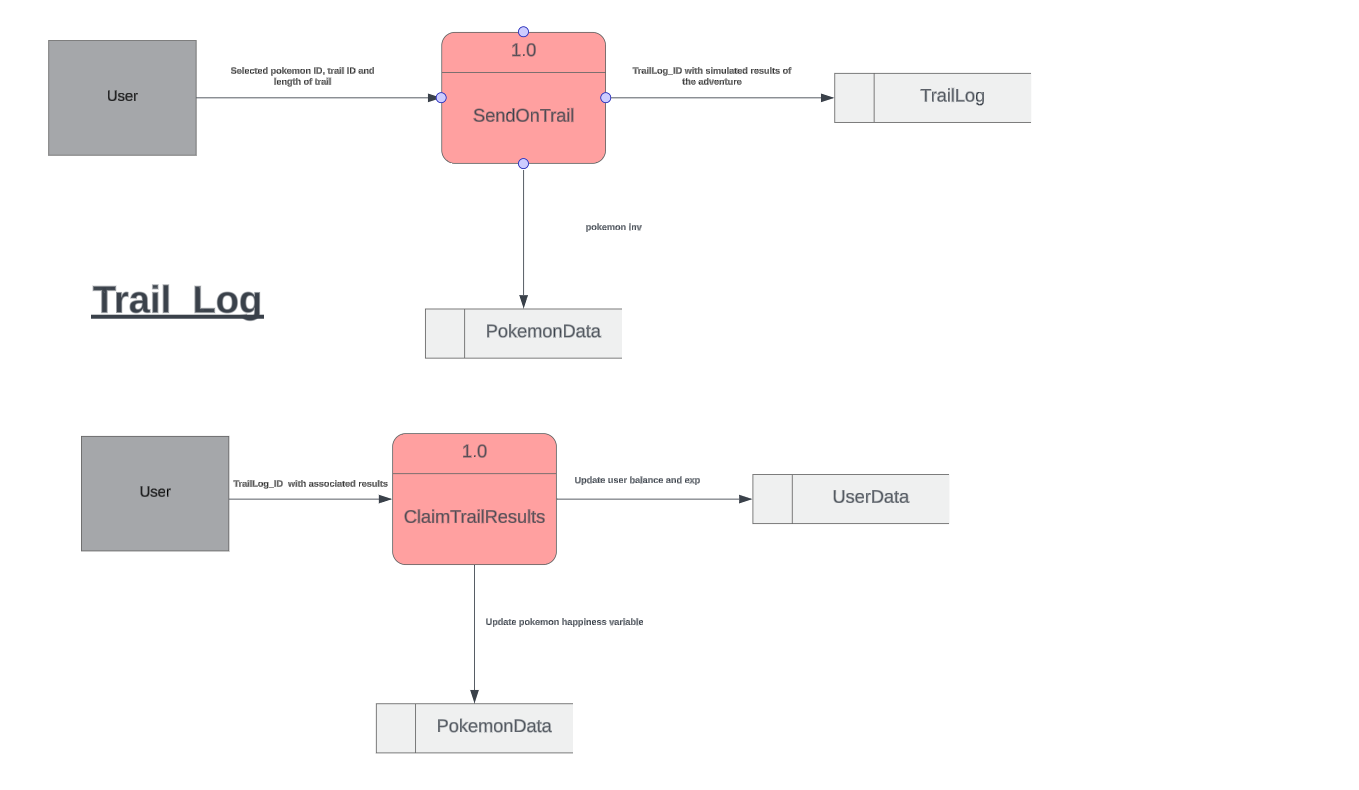 1.0
User
Selected pokemon ID, trail ID and
length of trail
SendOnTrail
TrailLog_ID with simulated results of
the adventure
TrailLog
pokemon inv
Trail Log
PokemonData
1.0
User
TrailLog_ID with associated results
ClaimTrailResults
Update user balance and exp
UserData
Update pokemon happiness variable
PokemonData